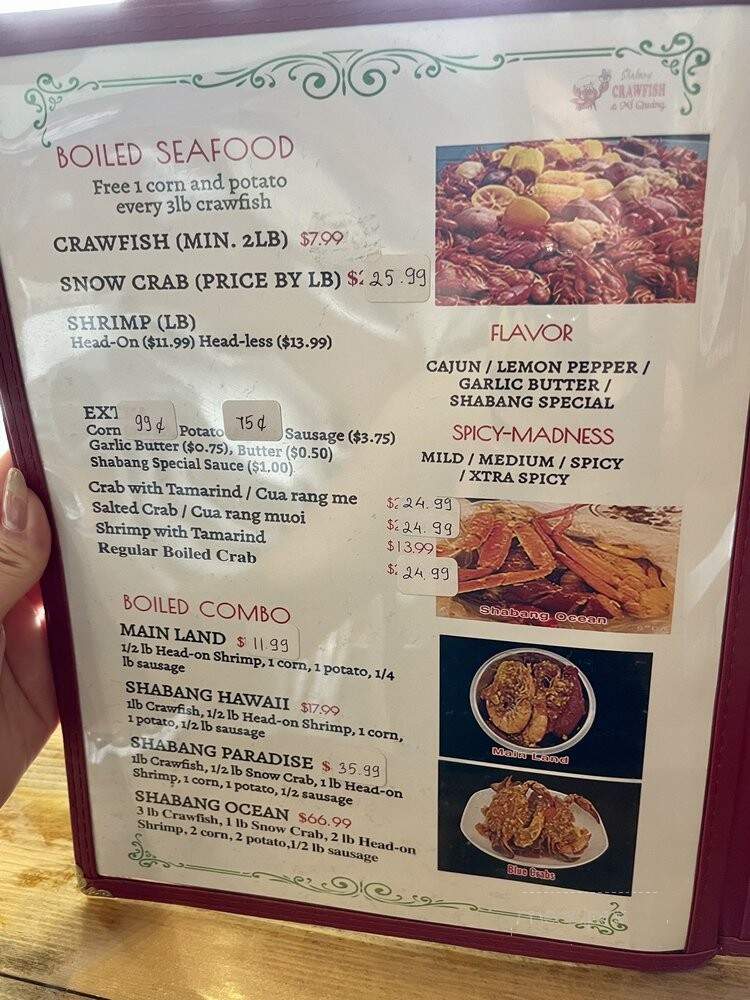 Shabang
CRAWFISH
& Mì Quảng
BOILED SEAFOOD
Free 1 corn and potato
every 3lb crawfish
CRAWFISH (MIN. 2LB) $7.99
SNOW CRAB (PRICE BY LB) $ 25.99
SHRIMP (LB)
Head-On ($11.99) Head-less ($13.99)
Corn 99¢ Potato 75¢ Sausage ($3.75)
Garlic Butter ($0.75), Butter ($0.50)
Shabang Special Sauce ($1.00)
Crab with Tamarind / Cua rang me $24.99
Salted Crab / Cua rang muoi $24.99
Shrimp with Tamarind $13.99
Regular Boiled Crab $24.99
BOILED COMBO
MAIN LAND $11.99
1/2 lb Head-on Shrimp, 1 corn, 1 potato, 1/4
lb sausage
SHABANG HAWAII $17.99
1lb Crawfish, 1/2 lb Head-on Shrimp, 1 corn,
1 potato, 1/2 lb sausage
SHABANG PARADISE $ 35.99
1lb Crawfish, 1/2 lb Snow Crab, 1 lb Head-on
Shrimp, 1 corn, 1 potato, 1/2 sausage
SHABANG OCEAN $66.99
3 lb Crawfish, 1 lb Snow Crab, 2 lb Head-on
Shrimp, 2 corn, 2 potato, 1/2 lb sausage
FLAVOR
CAJUN / LEMON PEPPER /
GARLIC BUTTER /
SHABANG SPECIAL
SPICY-MADNESS
MILD / MEDIUM / SPICY
/ XTRA SPICY
Shabang Ocean
Main Land
Blue Crabs